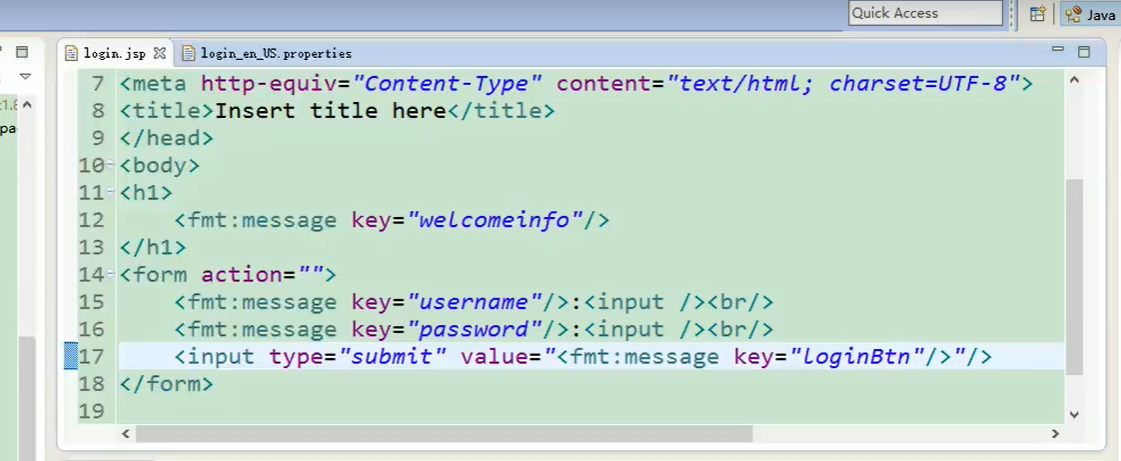 Quick Access
Java
login.jsp
login_en_US.properties
7 <meta http-equiv="Content-Type" content="text/html; charset=UTF-8">
8 <title>Insert title here</title>
9 </head>
10 <body>
11 <h1>
12     <fmt:message key="welcomeinfo"/>
13 </h1>
14 <form action="">
15     <fmt:message key="username"/>:<input /><br/>
16     <fmt:message key="password"/>:<input /><br/>
17     <input type="submit" value="<fmt:message key="loginBtn"/>"/>
18 </form>
19